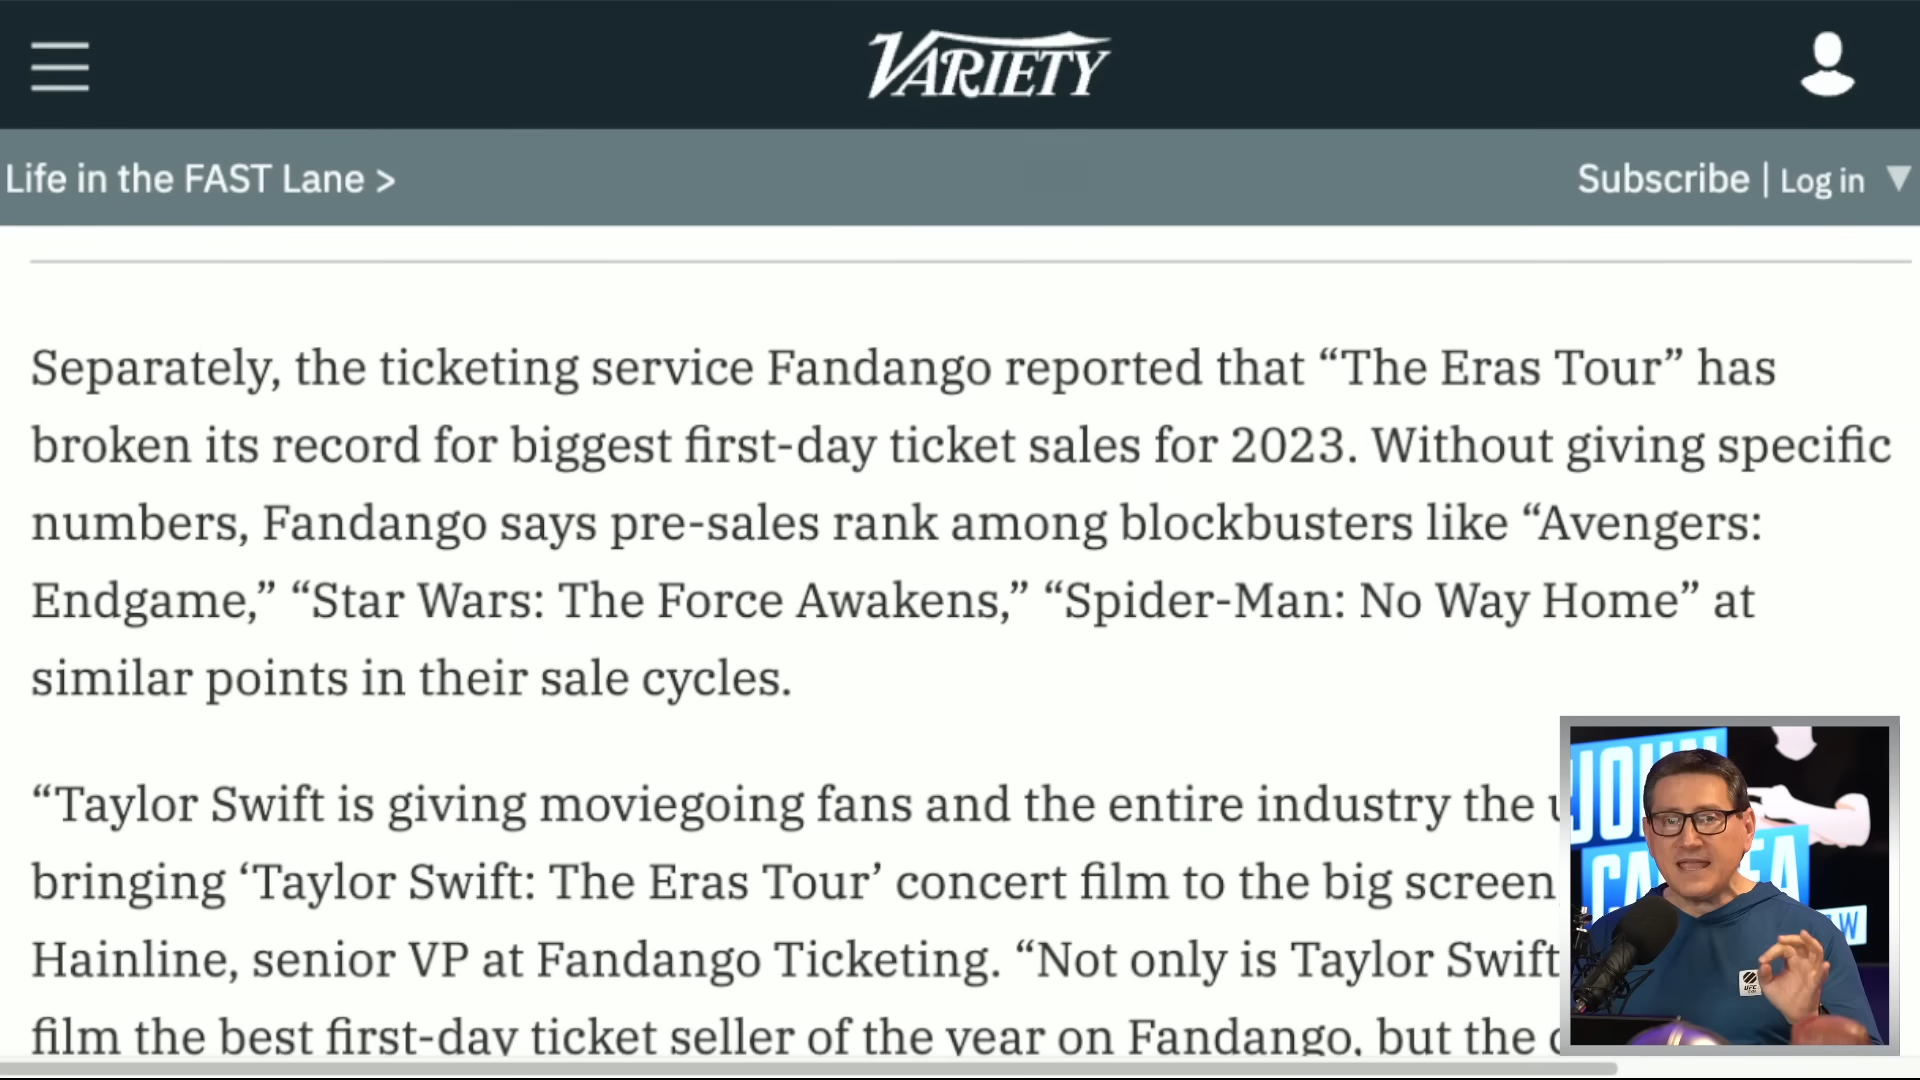 VARIETY
Life in the FAST Lane >
Subscribe | Log in ▼
Separately, the ticketing service Fandango reported that “The Eras Tour” has
broken its record for biggest first-day ticket sales for 2023. Without giving specific
numbers, Fandango says pre-sales rank among blockbusters like “Avengers:
Endgame,” “Star Wars: The Force Awakens,” “Spider-Man: No Way Home” at
similar points in their sale cycles.
“Taylor Swift is giving moviegoing fans and the entire industry the
bringing ‘Taylor Swift: The Eras Tour’ concert film to the big screen
Hainline, senior VP at Fandango Ticketing. “Not only is Taylor Swift
film the best first-day ticket seller of the year on Fandango, but the
UFC